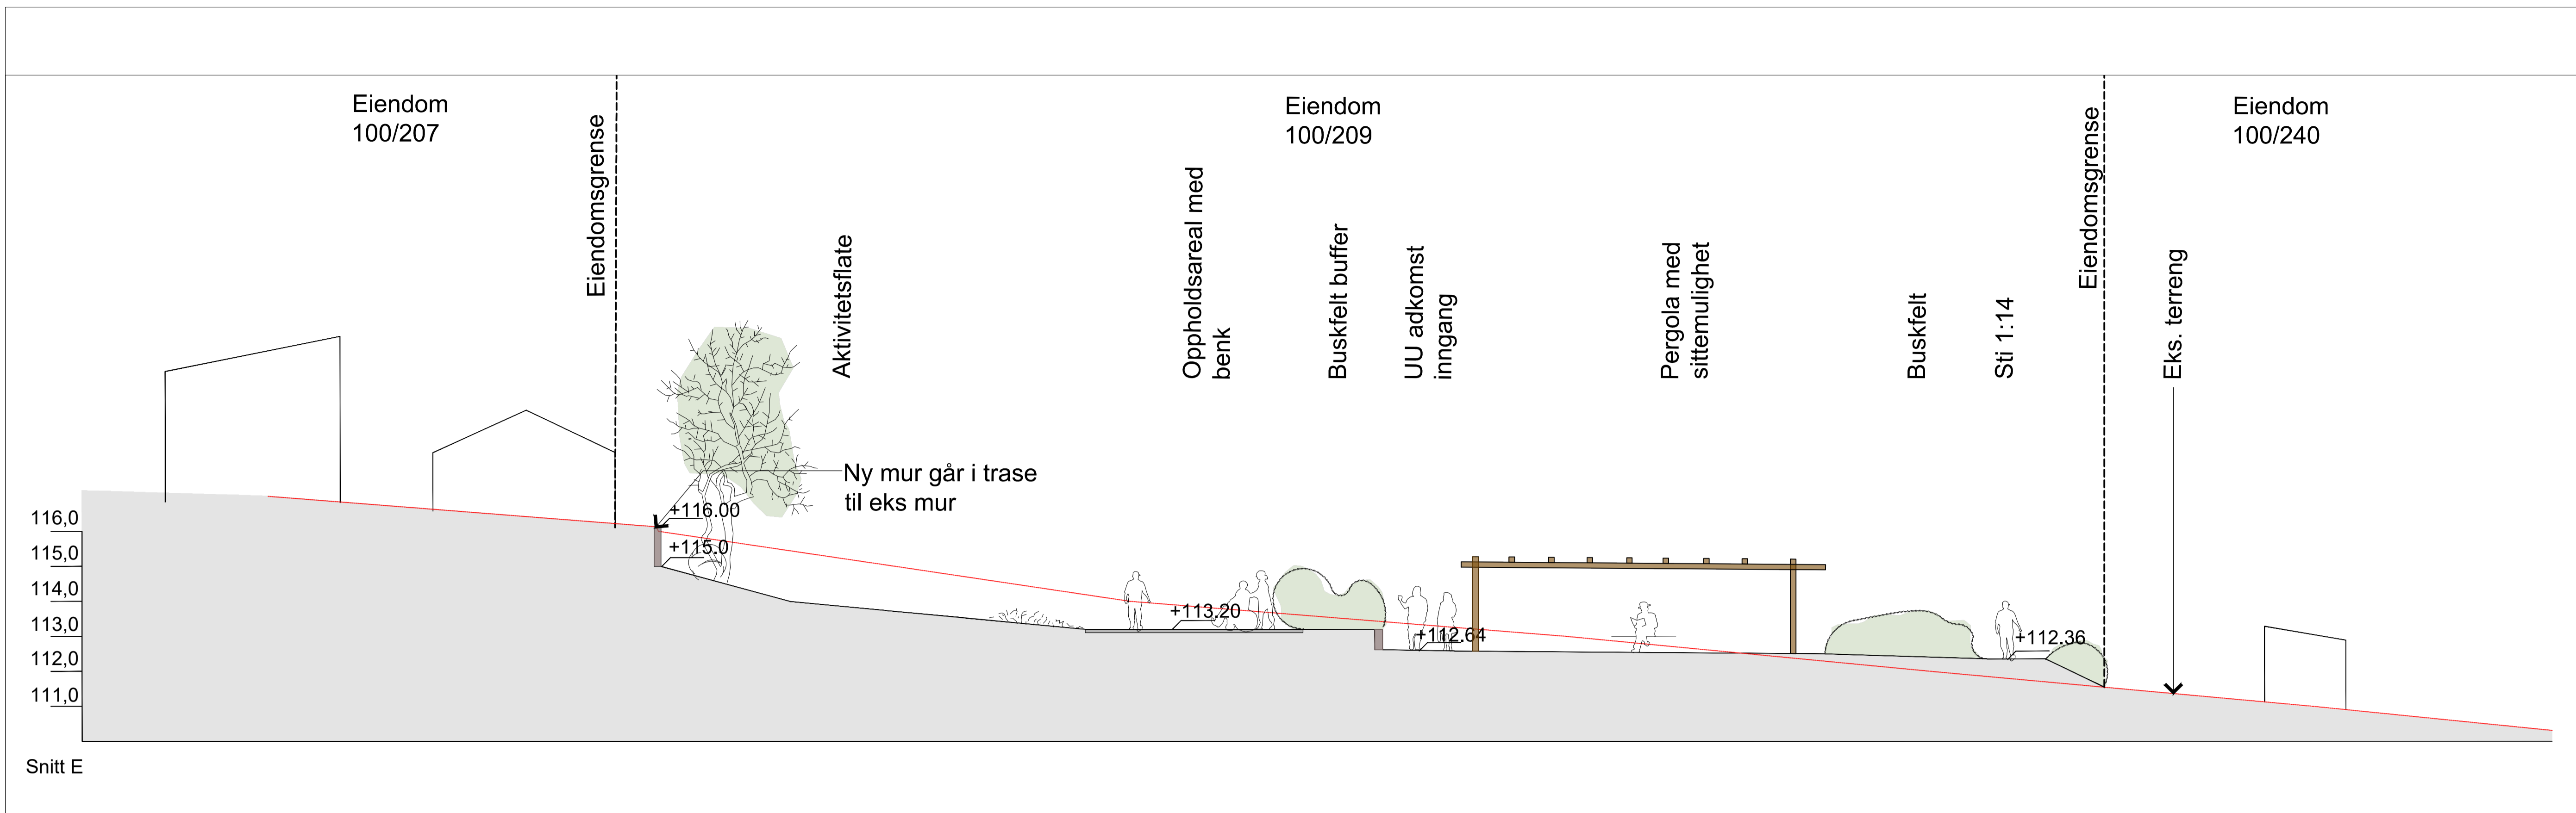 Eiendom
100/207
Eiendomsgrense
Eiendom
100/209
Eiendomsgrense
Eiendom
100/240
Aktivitetsflate
Oppholdsareal med
benk
Buskfelt buffer
UU adkomst
inngang
Pergola med
sittemulighet
Buskfelt
Sti 1:14
Eks. terreng
Ny mur går i trase
til eks mur
+116.00
+115.0
+113.20
+112.64
+112.36
116,0
115,0
114,0
113,0
112,0
111,0
Snitt E